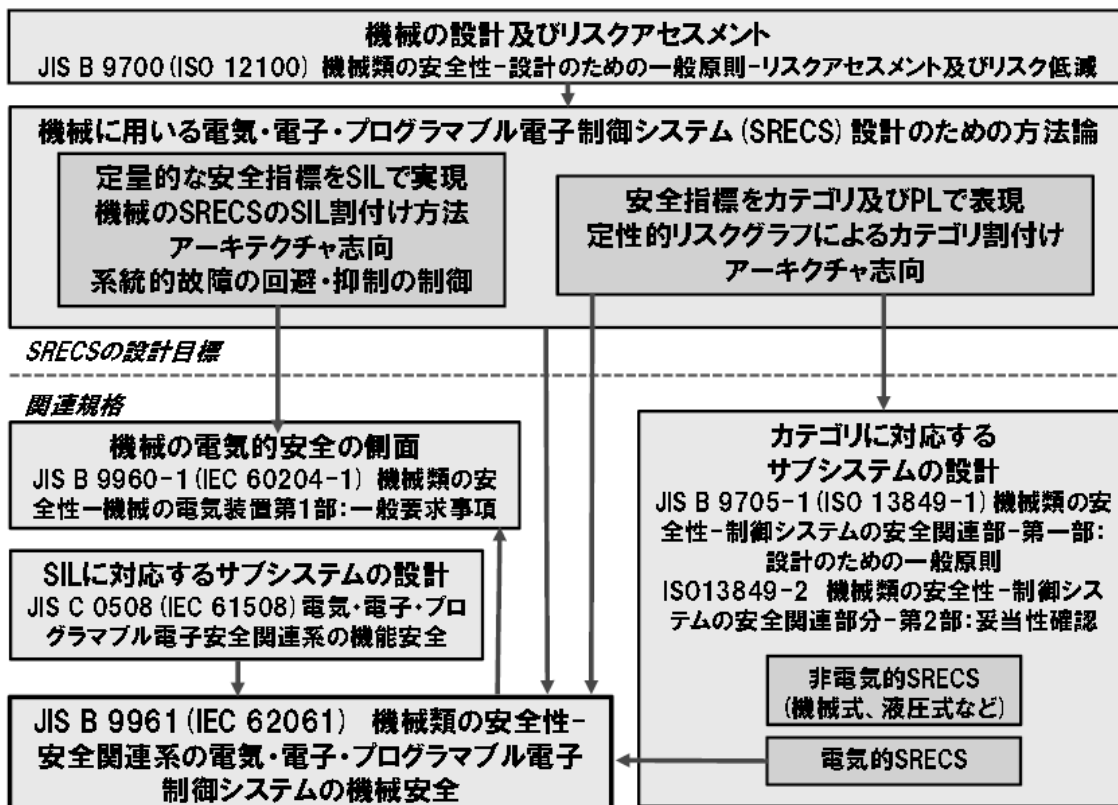 機械の設計及びリスクアセスメント
JIS B 9700(ISO 12100) 機械類の安全性-設計のための一般原則-リスクアセスメント及びリスク低減
機械に用いる電気・電子・プログラマブル電子制御システム(SRECS)設計のための方法論
定量的な安全指標をSILで実現
機械のSRECSのSIL割付け方法
アーキテクチャ志向
系統的故障の回避・抑制の制御
安全指標をカテゴリ及びPLで表現
定性的リスクグラフによるカテゴリ割付け
アーキクチャ志向
SRECSの設計目標
関連規格
機械の電気的安全の側面
JIS B 9960-1(IEC 60204-1) 機械類の安
全性ー機械の電気装置第1部:一般要求事項
SILに対応するサブシステムの設計
JIS C 0508(IEC 61508)電気・電子・プロ
グラマブル電子安全関連系の機能安全
JIS B 9961(IEC 62061) 機械類の安全性-
安全関連系の電気・電子・プログラマブル電子
制御システムの機械安全
カテゴリに対応する
サブシステムの設計
JIS B 9705-1(ISO 13849-1)機械類の安
全性-制御システムの安全関連部-第一部:
設計のための一般原則
ISO13849-2 機械類の安全性-制御シス
テムの安全関連部分-第2部:妥当性確認
非電気的SRECS
(機械式、液圧式など)
電気的SRECS